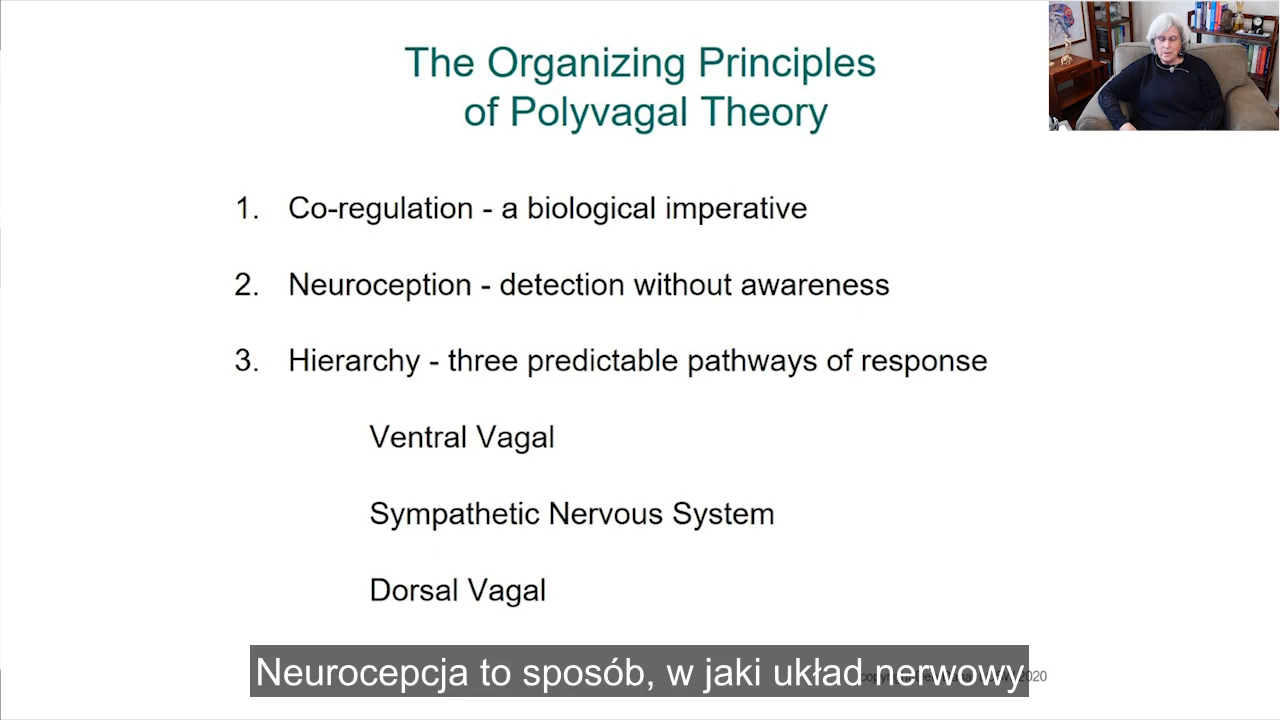 The Organizing Principles
of Polyvagal Theory
1. Co-regulation - a biological imperative
2. Neuroception - detection without awareness
3. Hierarchy - three predictable pathways of response
Ventral Vagal
Sympathetic Nervous System
Dorsal Vagal
Neurocepcja to sposób, w jaki układ nerwowy
2020